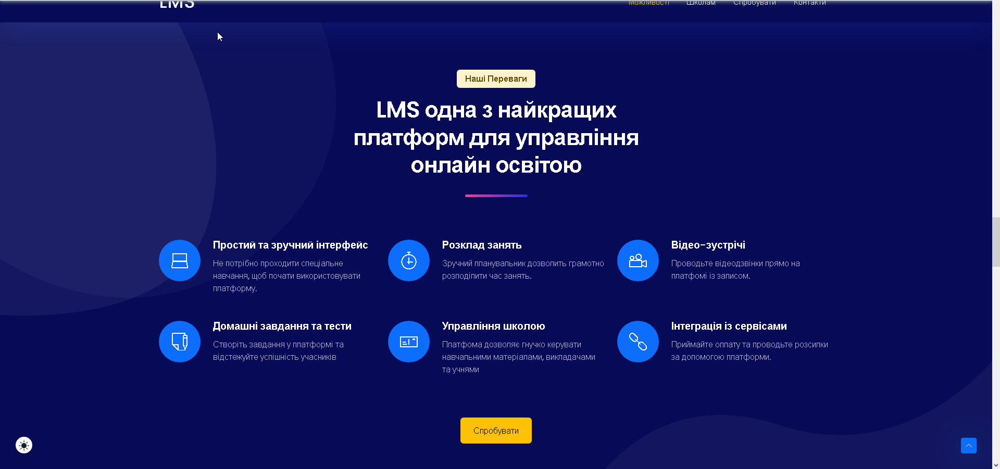 LMS
Можливості Школам Спробувати Контакти
Наші Переваги
LMS одна з найкращих
платформ для управління
онлайн освітою
Простий та зручний інтерфейс
Не потрібно проходити спеціальне
навчання, щоб почати використовувати
платформу.
Розклад занять
Зручний планувальник дозволить грамотно
розподілити час занять.
Відео-зустрічі
Проводьте відеодзвінки прямо на
платфомі із записом.
Домашні завдання та тести
Створіть завдання у платформі та
відстежуйте успішність учасників
Управління школою
Платфома дозволяє гнучко керувати
навчальними матеріалами, викладачами
та учнями
Інтеграція із сервісами
Приймайте оплату та проводьте розсилки
за допомогою платформи.
Спробувати